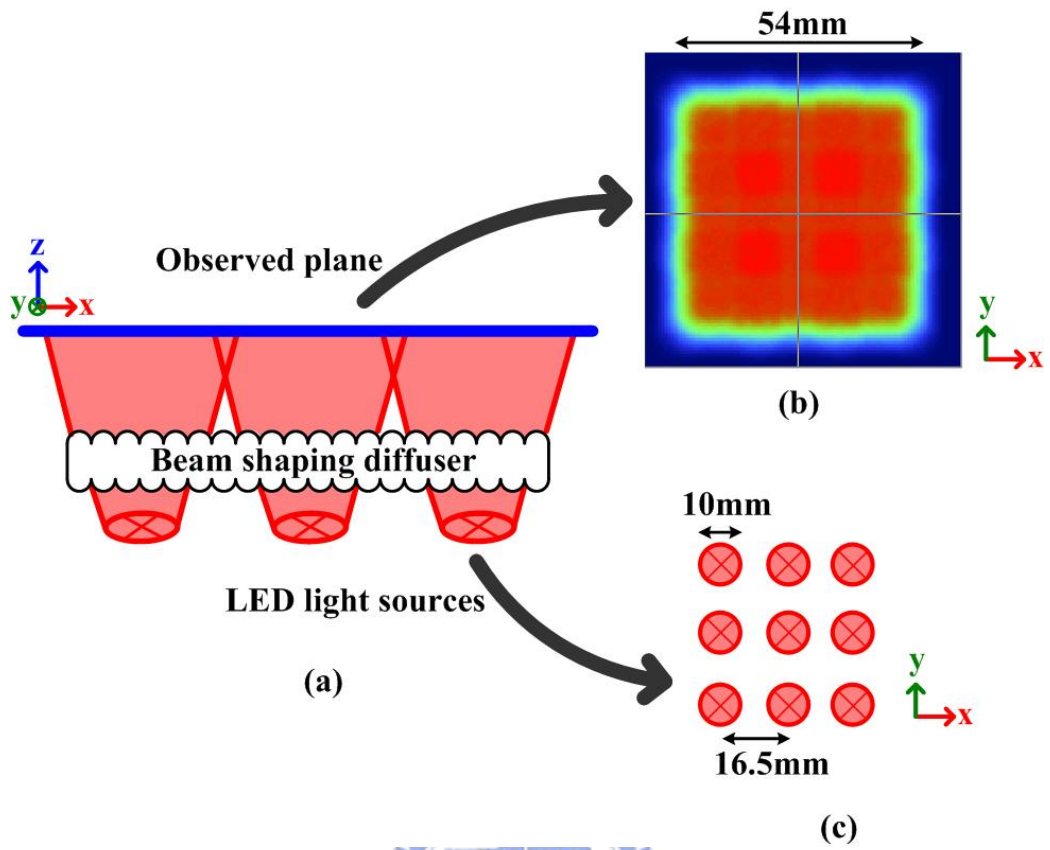 54mm
z
Observed plane
y x
y
x
(b)
Beam shaping diffuser
10mm
LED light sources
(a)
y
x
16.5mm
(c)